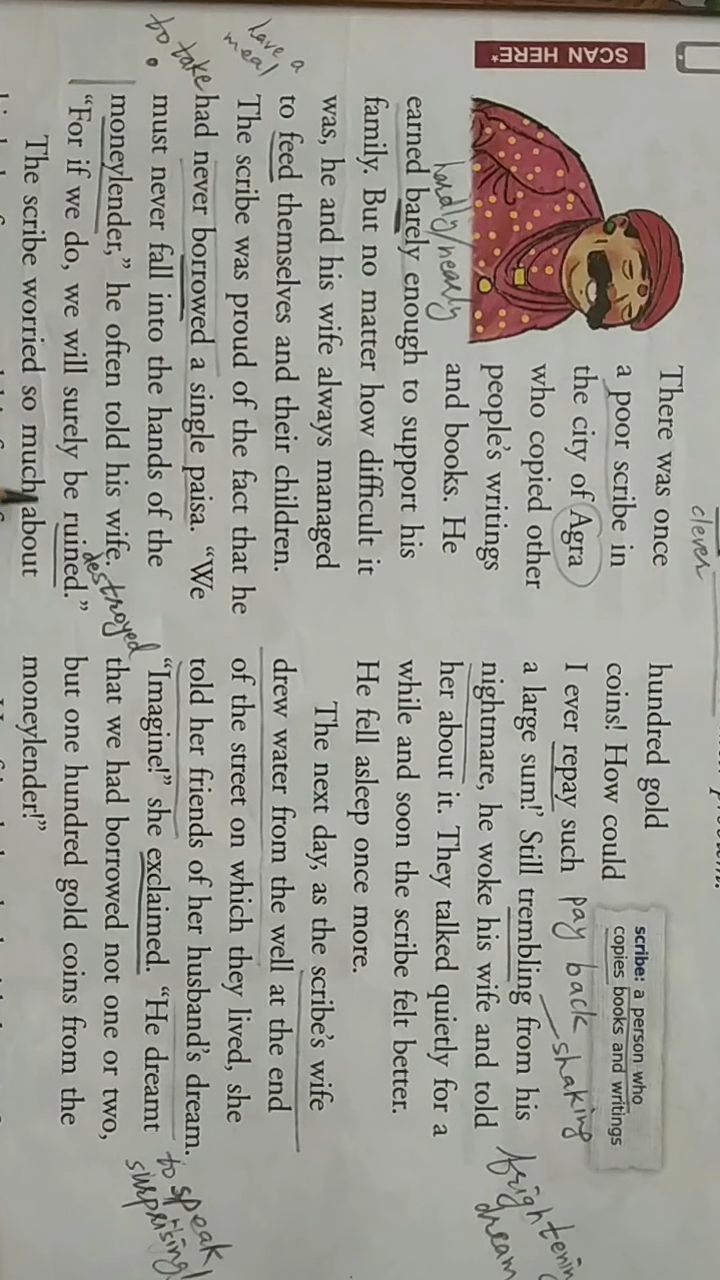 clever
SCAN HERE*
There was once
a poor scribe in
the city of Agra
who copied other
people's writings
and books. He
hardly/nearly
earned barely enough to support his
family. But no matter how difficult it
was, he and his wife always managed
have a
meal
to feed themselves and their children.
The scribe was proud of the fact that he
to take
had never borrowed a single paisa. "We
must never fall into the hands of the
moneylender," he often told his wife.
destroyed
"For if we do, we will surely be ruined."
The scribe worried so much about
hundred gold
coins! How could
I ever repay such
pay back
scribe: a person who
copies books and writings
a large sum!' Still trembling from his
shaking
nightmare, he woke his wife and told
frightening
dream
her about it. They talked quietly for a
while and soon the scribe felt better.
He fell asleep once more.
The next day, as the scribe's wife
drew water from the well at the end
of the street on which they lived, she
told her friends of her husband's dream.
"Imagine!" she exclaimed. "He dreamt
to speak
surprising!
that we had borrowed not one or two,
but one hundred gold coins from the
moneylender!"